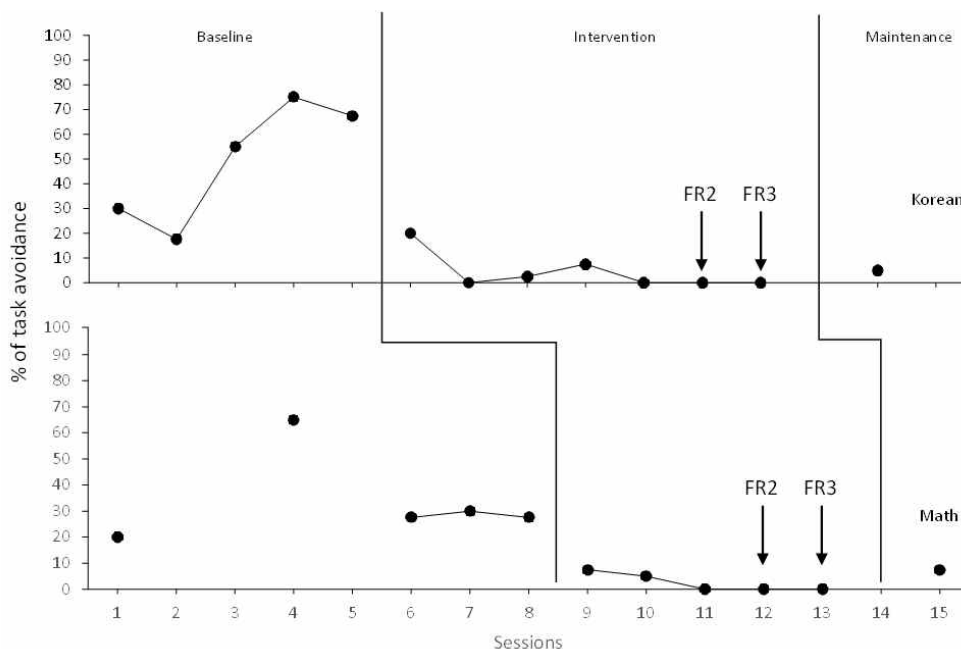 Baseline Intervention Maintenance
100
90
80
70
60
50
40
30
20
10
0
FR2 FR3
Korean
% of task avoidance
100
90
80
70
60
50
40
30
20
10
0
FR2 FR3
Math
1 2 3 4 5 6 7 8 9 10 11 12 13 14 15
Sessions